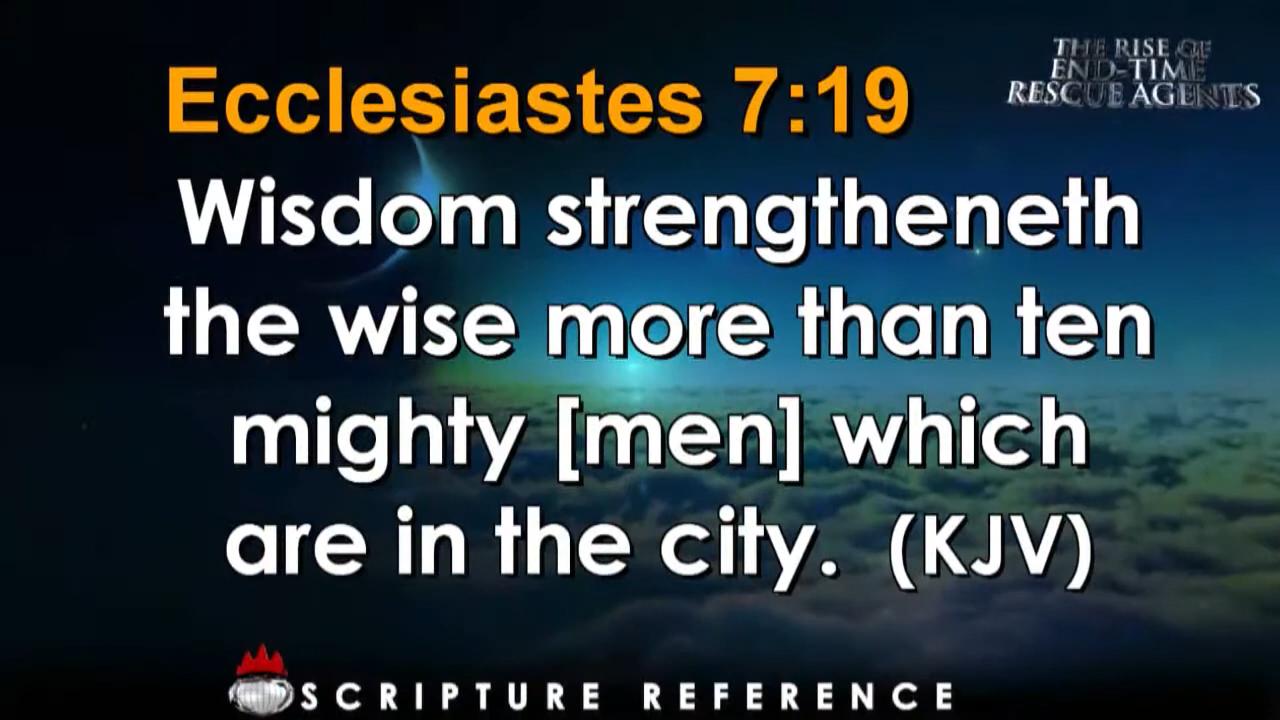 THE RISE OF
END-TIME
RESCUE AGENTS
Ecclesiastes 7:19
Wisdom strengtheneth
the wise more than ten
mighty [men] which
are in the city. (KJV)
SCRIPTURE REFERENCE